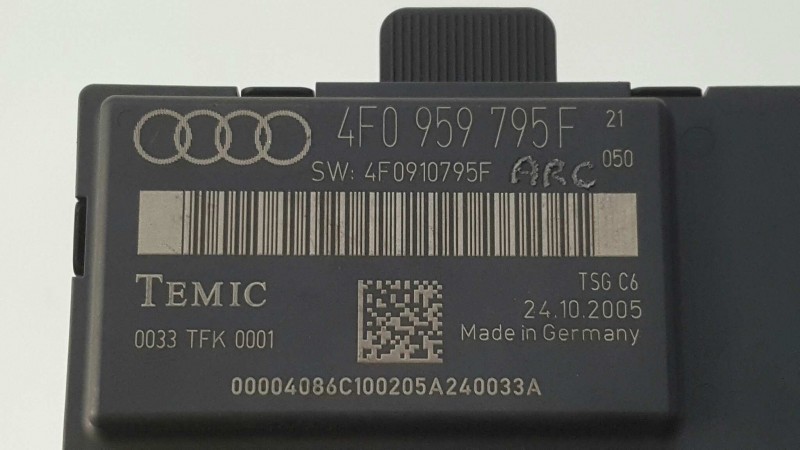 4F0 959 795F 21
SW: 4F0910795F ARC 050
TEMIC
TSG C6
24.10.2005
0033 TFK 0001
Made in Germany
00004086C100205A240033A